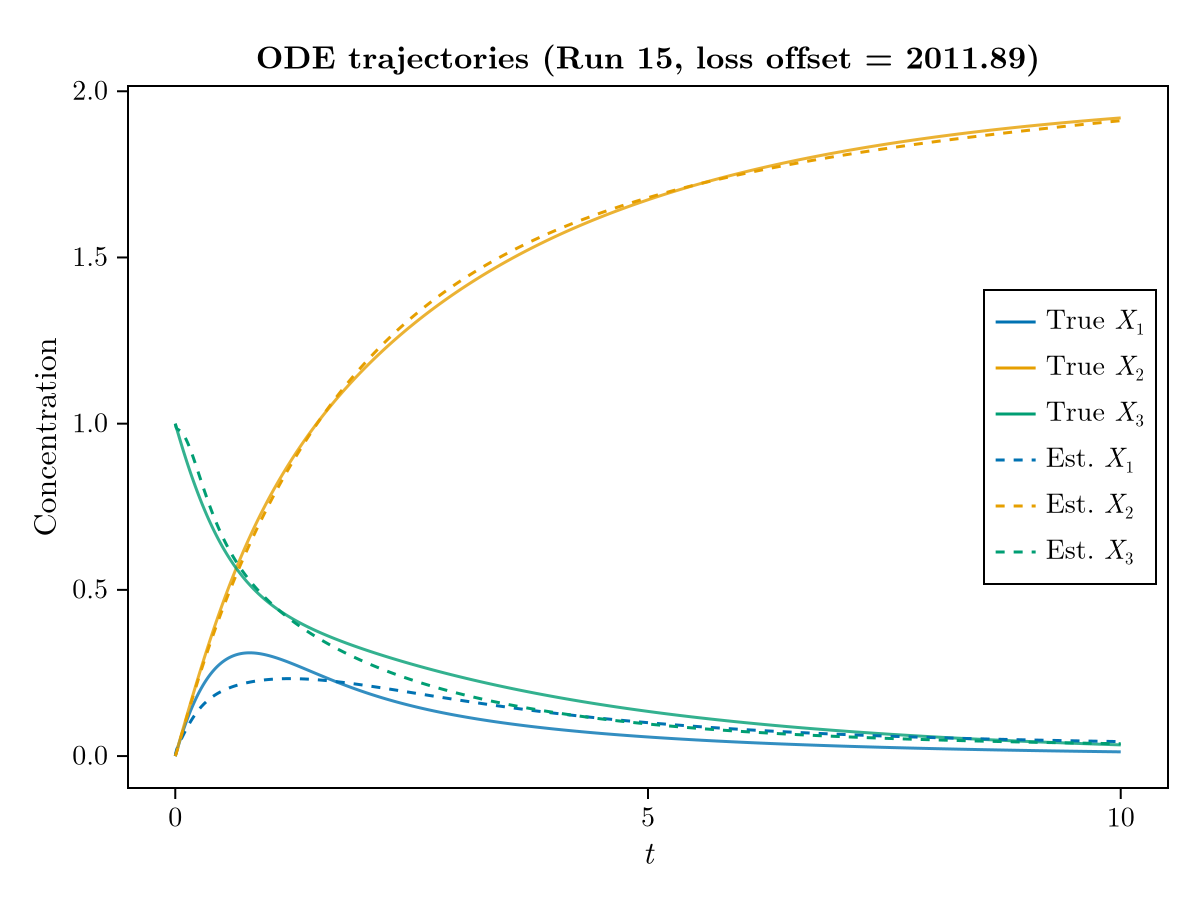 ODE trajectories (Run 15, loss offset = 2011.89)
2.0
1.5
1.0
0.5
0.0
Concentration
0
5
10
t
True X₁
True X₂
True X₃
Est. X₁
Est. X₂
Est. X₃